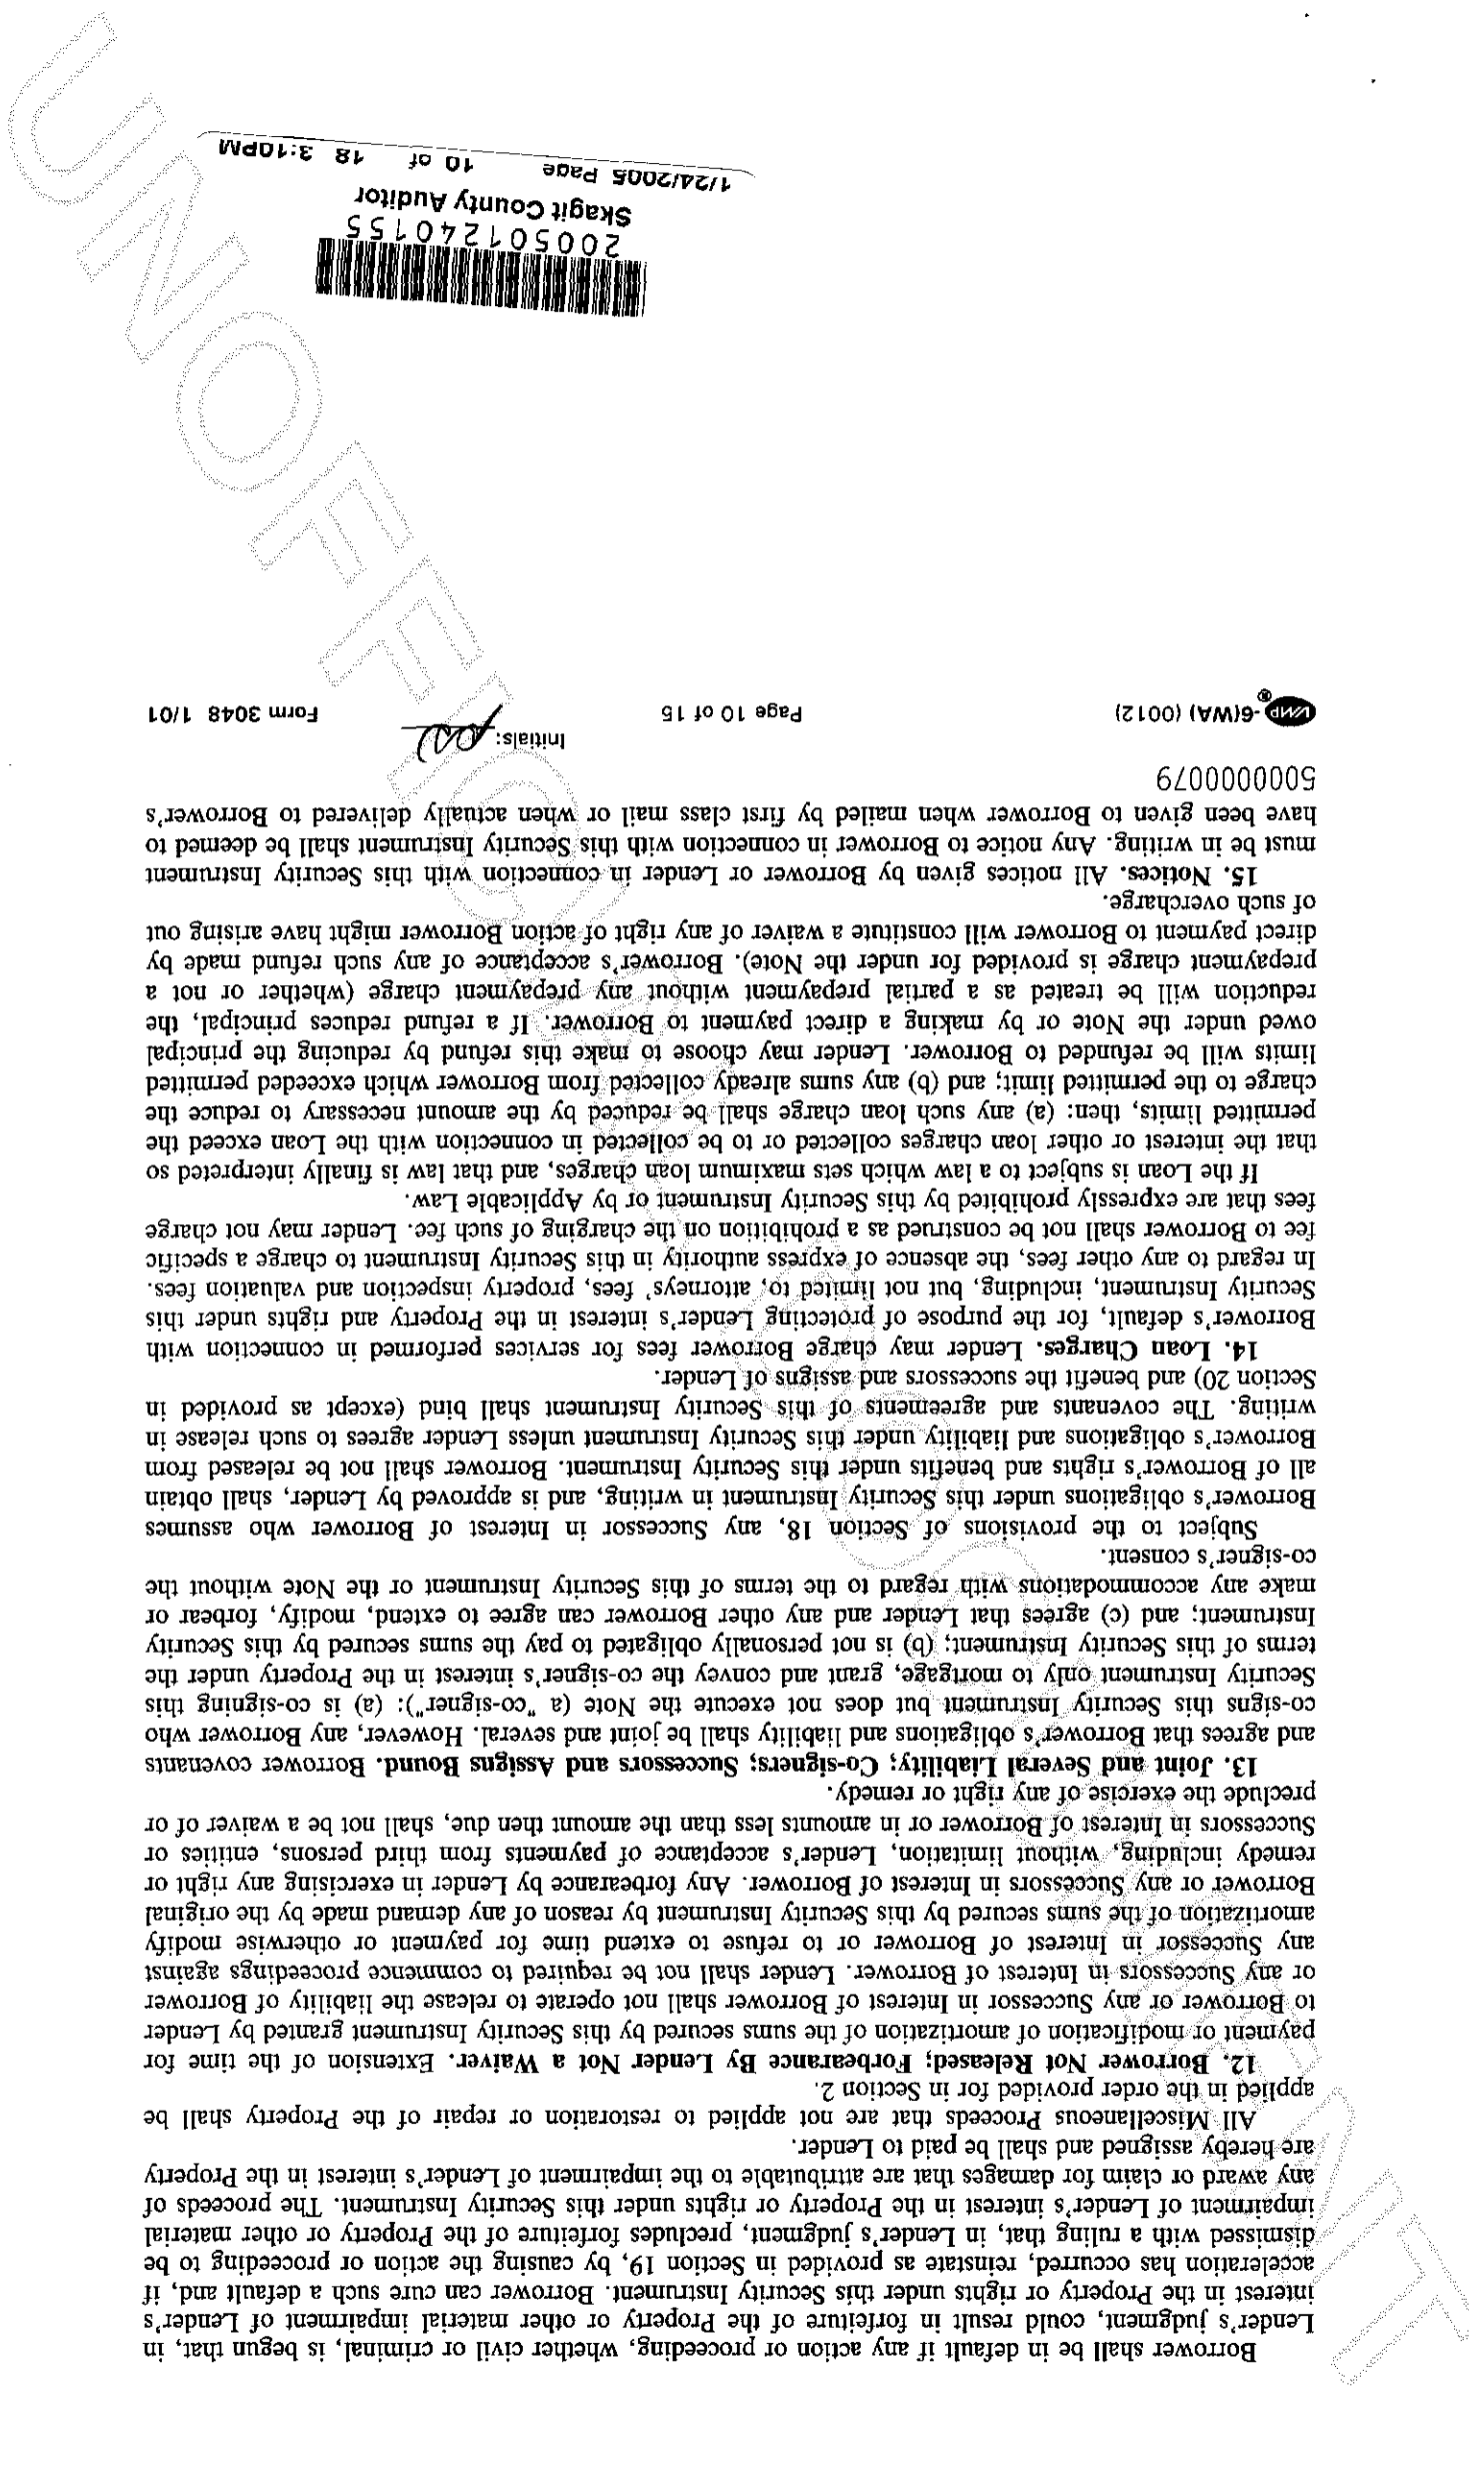 Borrower shall be in default if any action or proceeding, whether civil or criminal, is begun that, in
Lender's judgment, could result in forfeiture of the Property or other material impairment of Lender's
interest in the Property or rights under this Security Instrument. Borrower can cure such a default and, if
acceleration has occurred, reinstate as provided in Section 19, by causing the action or proceeding to be
dismissed with a ruling that, in Lender's judgment, precludes forfeiture of the Property or other material
impairment of Lender's interest in the Property or rights under this Security Instrument. The proceeds of
any award or claim for damages that are attributable to the impairment of Lender's interest in the Property
are hereby assigned and shall be paid to Lender.
All Miscellaneous Proceeds that are not applied to restoration or repair of the Property shall be
applied in the order provided for in Section 2.
12. Borrower Not Released; Forbearance By Lender Not a Waiver. Extension of the time for
payment or modification of amortization of the sums secured by this Security Instrument granted by Lender
to Borrower or any Successor in Interest of Borrower shall not operate to release the liability of Borrower
or any Successors in Interest of Borrower. Lender shall not be required to commence proceedings against
any Successor in Interest of Borrower or to refuse to extend time for payment or otherwise modify
amortization of the sums secured by this Security Instrument by reason of any demand made by the original
Borrower or any Successors in Interest of Borrower. Any forbearance by Lender in exercising any right or
remedy including, without limitation, Lender's acceptance of payments from third persons, entities or
Successors in Interest of Borrower or in amounts less than the amount then due, shall not be a waiver of or
preclude the exercise of any right or remedy.
13. Joint and Several Liability; Co-signers; Successors and Assigns Bound. Borrower covenants
and agrees that Borrower's obligations and liability shall be joint and several. However, any Borrower who
co-signs this Security Instrument but does not execute the Note (a "co-signer"): (a) is co-signing this
Security Instrument only to mortgage, grant and convey the co-signer's interest in the Property under the
terms of this Security Instrument; (b) is not personally obligated to pay the sums secured by this Security
Instrument; and (c) agrees that Lender and any other Borrower can agree to extend, modify, forbear or
make any accommodations with regard to the terms of this Security Instrument or the Note without the
co-signer's consent.
Subject to the provisions of Section 18, any Successor in Interest of Borrower who assumes
Borrower's obligations under this Security Instrument in writing, and is approved by Lender, shall obtain
all of Borrower's rights and benefits under this Security Instrument. Borrower shall not be released from
Borrower's obligations and liability under this Security Instrument unless Lender agrees to such release in
writing. The covenants and agreements of this Security Instrument shall bind (except as provided in
Section 20) and benefit the successors and assigns of Lender.
14. Loan Charges. Lender may charge Borrower fees for services performed in connection with
Borrower's default, for the purpose of protecting Lender's interest in the Property and rights under this
Security Instrument, including, but not limited to, attorneys' fees, property inspection and valuation fees.
In regard to any other fees, the absence of express authority in this Security Instrument to charge a specific
fee to Borrower shall not be construed as a prohibition on the charging of such fee. Lender may not charge
fees that are expressly prohibited by this Security Instrument or by Applicable Law.
If the Loan is subject to a law which sets maximum loan charges, and that law is finally interpreted so
that the interest or other loan charges collected or to be collected in connection with the Loan exceed the
permitted limits, then: (a) any such loan charge shall be reduced by the amount necessary to reduce the
charge to the permitted limit; and (b) any sums already collected from Borrower which exceeded permitted
limits will be refunded to Borrower. Lender may choose to make this refund by reducing the principal
owed under the Note or by making a direct payment to Borrower. If a refund reduces principal, the
reduction will be treated as a partial prepayment without any prepayment charge (whether or not a
prepayment charge is provided for under the Note). Borrower's acceptance of any such refund made by
direct payment to Borrower will constitute a waiver of any right of action Borrower might have arising out
of such overcharge.
15. Notices. All notices given by Borrower or Lender in connection with this Security Instrument
must be in writing. Any notice to Borrower in connection with this Security Instrument shall be deemed to
have been given to Borrower when mailed by first class mail or when actually delivered to Borrower's
5000000079
Initials:
VMP®-6(WA) (0012) Page 10 of 15 Form 3048 1/01
200501240155
Skagit County Auditor
1/24/2005 Page 10 of 18 3:10PM
UNOFFICIAL DOCUMENT